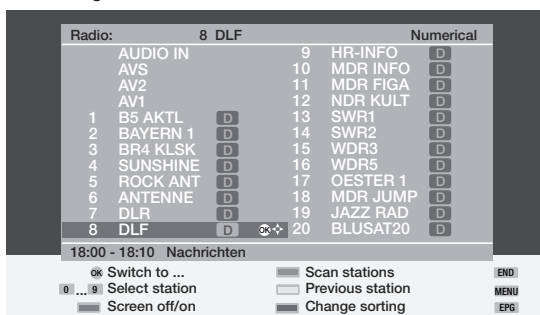 Radio: 8 DLF Numerical
AUDIO IN
AVS
AV2
AV1
1 B5 AKTL D
2 BAYERN 1 D
3 BR4 KLSK D
4 SUNSHINE D
5 ROCK ANT D
6 ANTENNE D
7 DLR D
8 DLF D OK
9 HR-INFO D
10 MDR INFO D
11 MDR FIGA D
12 NDR KULT D
13 SWR1 D
14 SWR2 D
15 WDR3 D
16 WDR5 D
17 OESTER 1 D
18 MDR JUMP D
19 JAZZ RAD D
20 BLUSAT20 D
18:00 - 18:10 Nachrichten
OK Switch to ... Scan stations END
0 ... 9 Select station Previous station MENU
Screen off/on Change sorting EPG